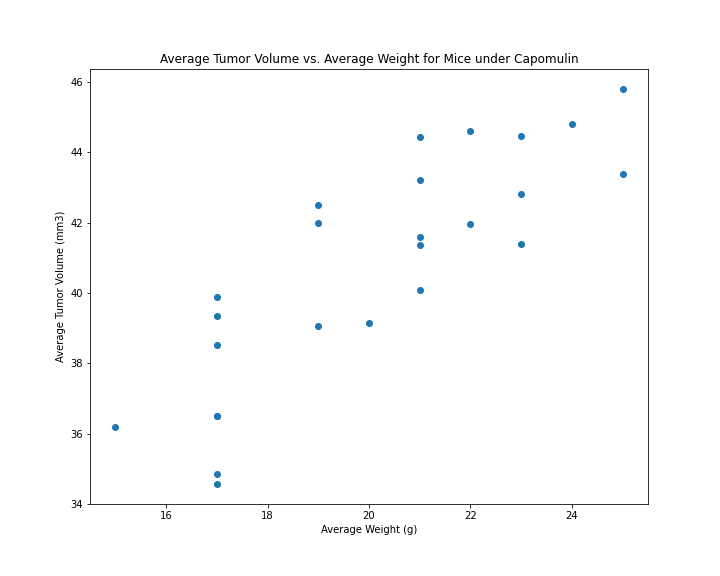 Average Tumor Volume vs. Average Weight for Mice under Capomulin
46
44
42
40
38
36
34
Average Tumor Volume (mm3)
16 18 20 22 24
Average Weight (g)